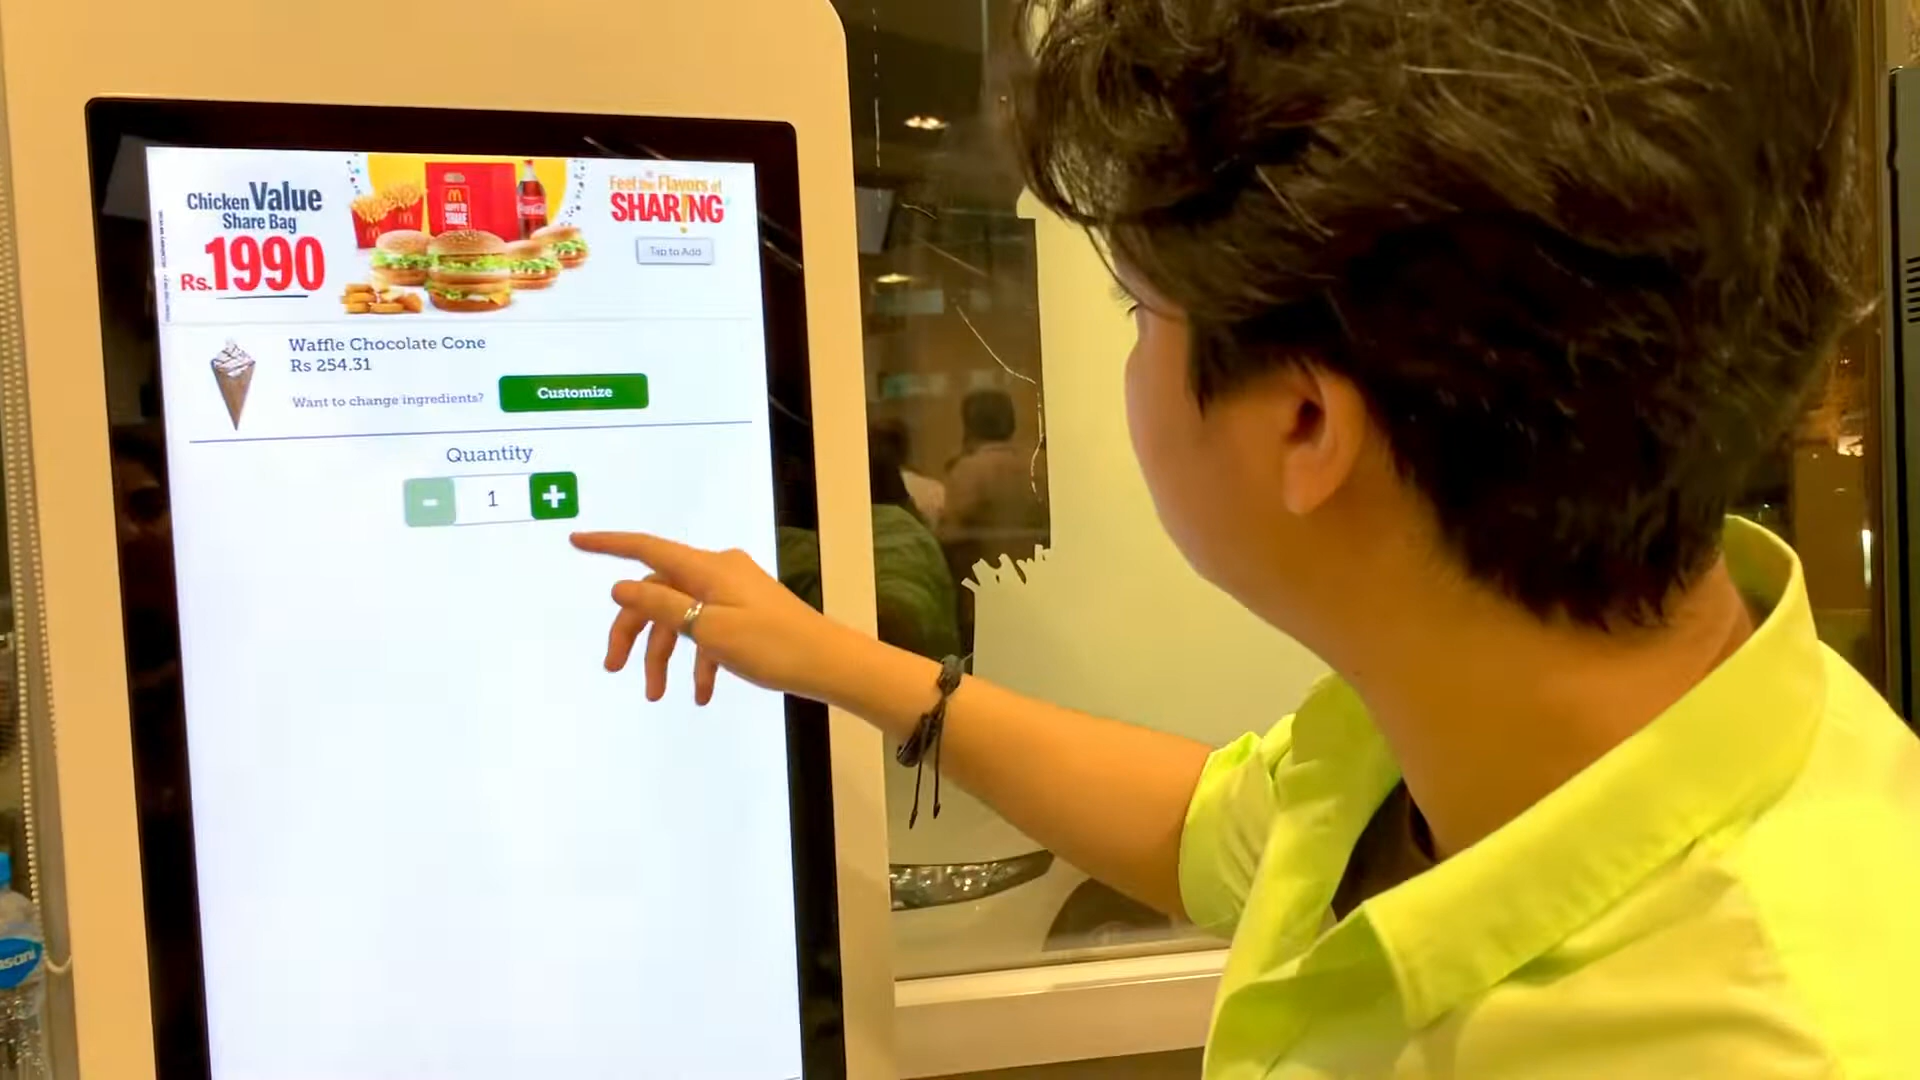 Chicken Value
Share Bag
Rs.1990
Feel the Flavors of
SHARING
Tap to Add
Waffle Chocolate Cone
Rs 254.31
Want to change ingredients?
Customize
Quantity
-
1
+